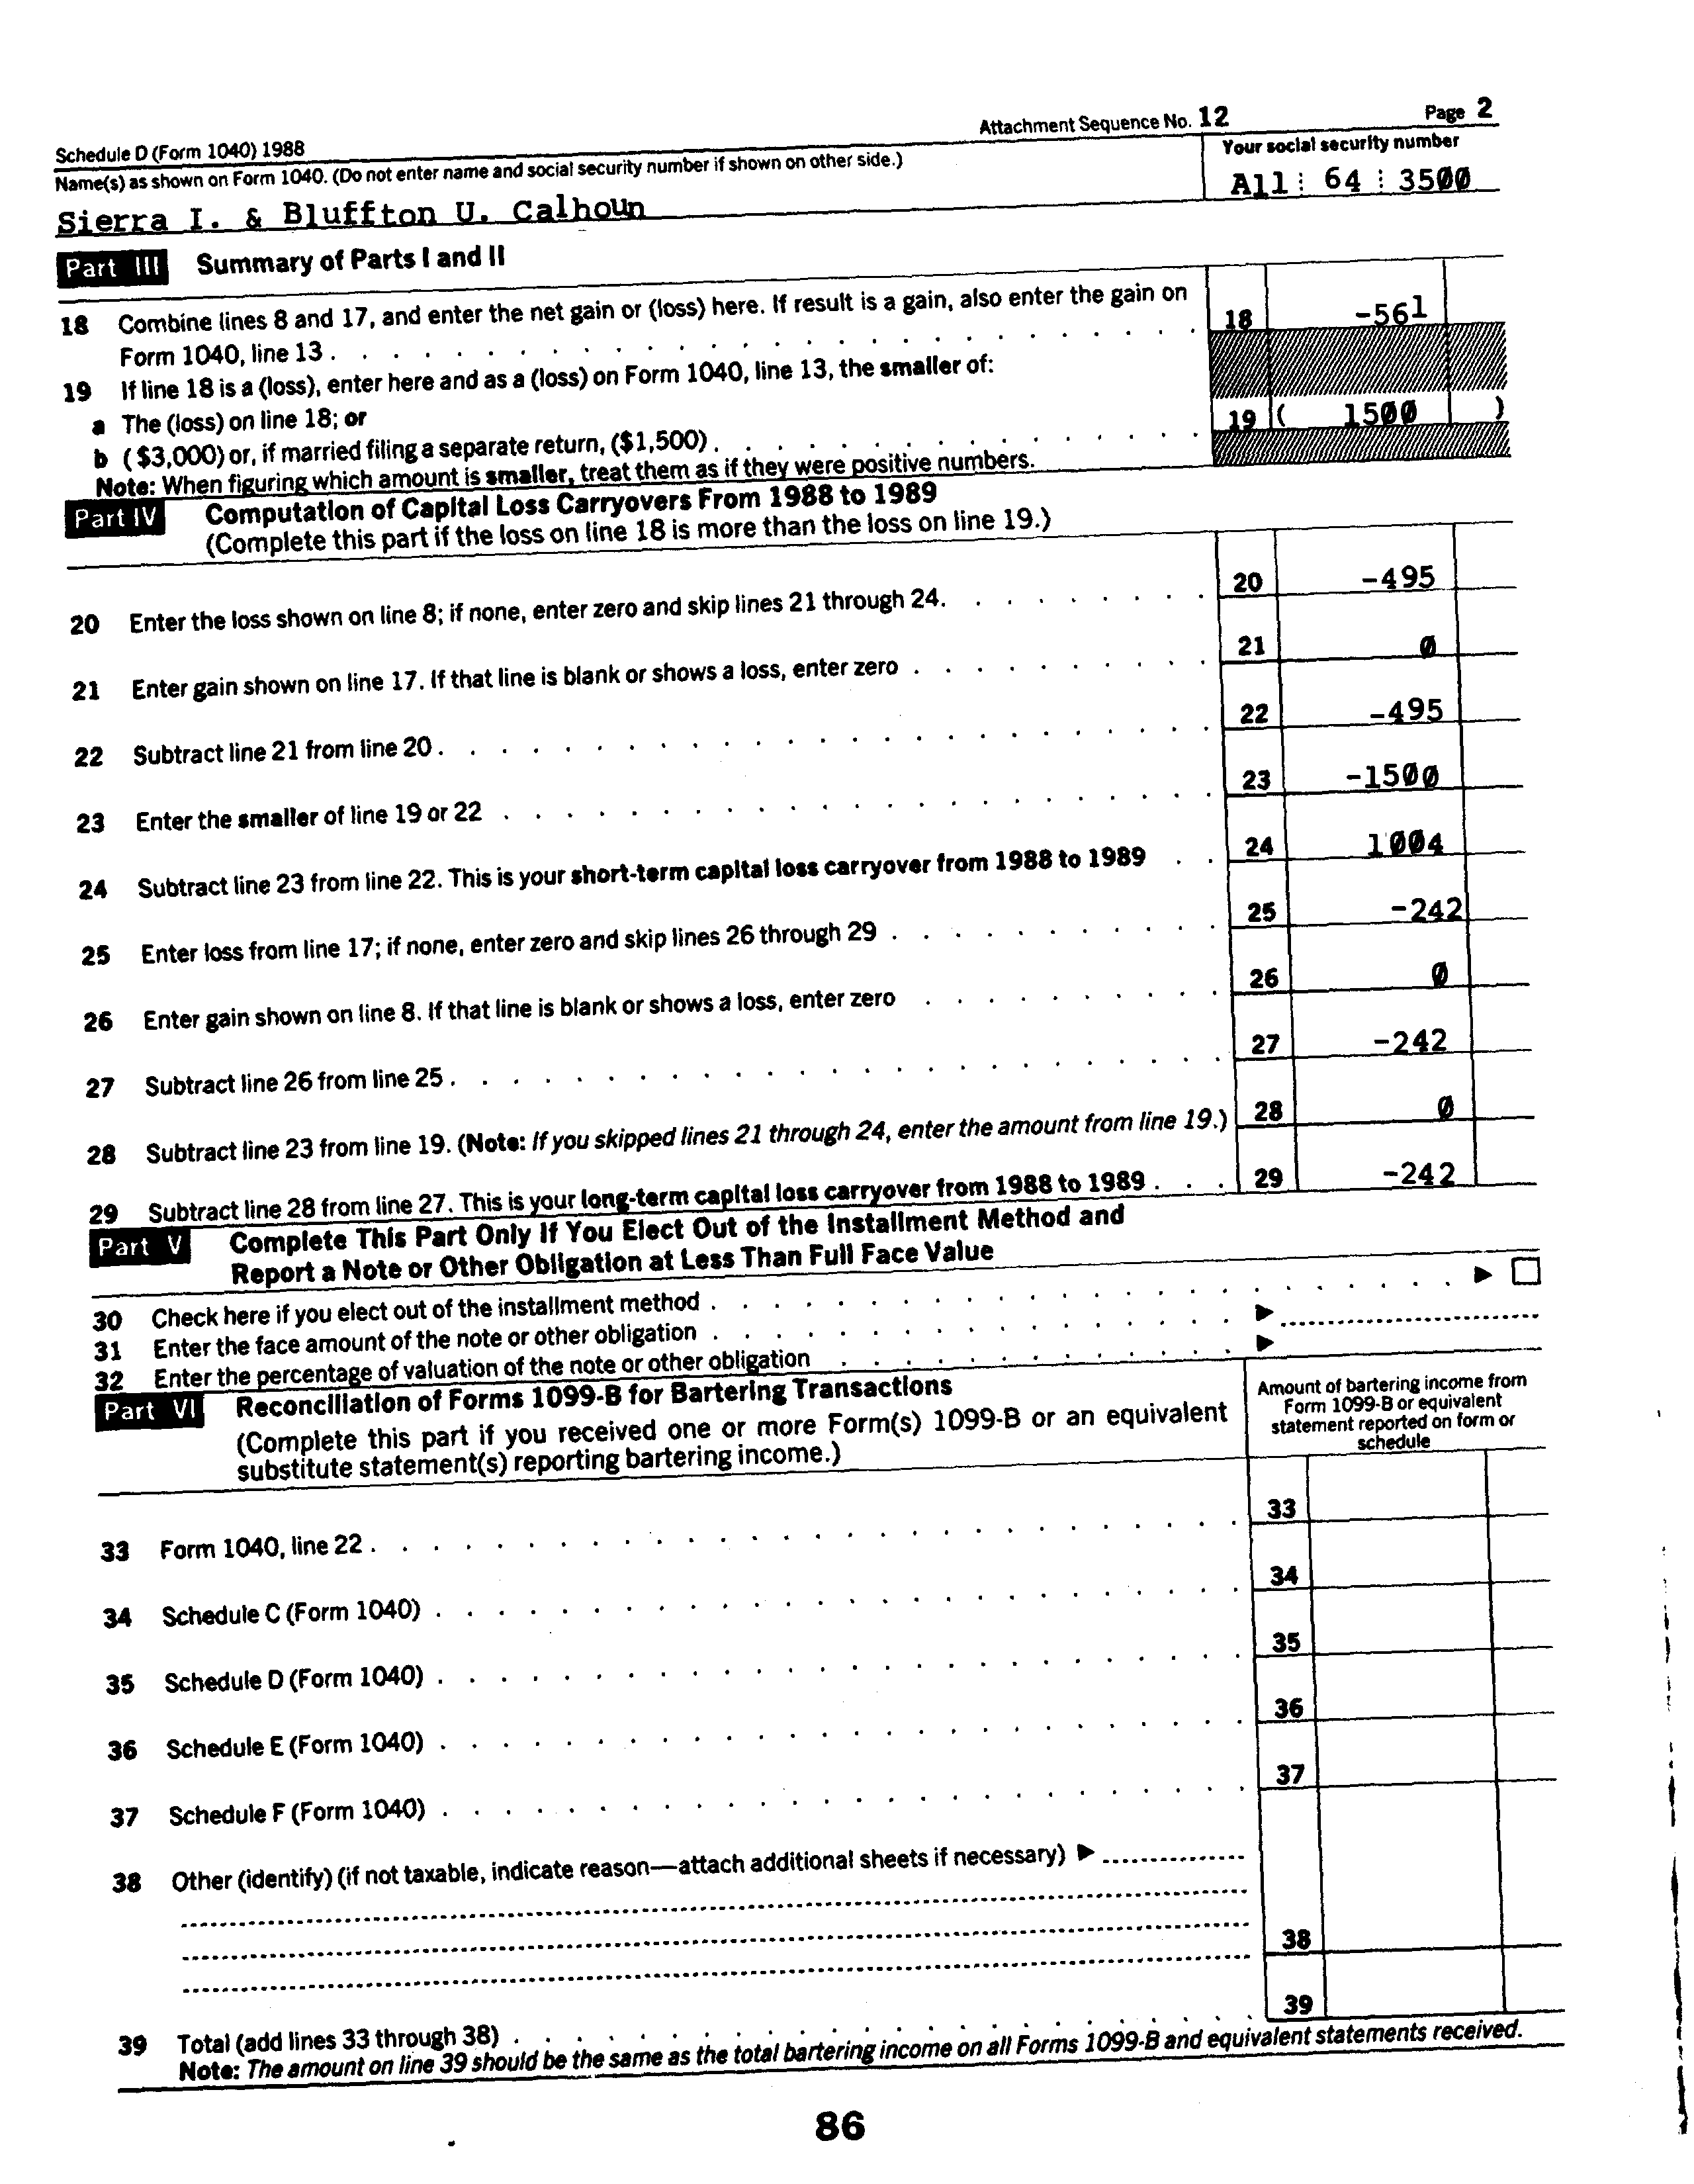 Schedule D (Form 1040) 1988 Attachment Sequence No. 12 Page 2
Name(s) as shown on Form 1040. (Do not enter name and social security number if shown on other side.) Your social security number
Sierra I. & Bluffton U. Calhoun All 64 3500
Part III Summary of Parts I and II
18 Combine lines 8 and 17, and enter the net gain or (loss) here. If result is a gain, also enter the gain on
Form 1040, line 13 . . . . . . . . . . . . . . . . . . . . . . 18 -561
19 If line 18 is a (loss), enter here and as a (loss) on Form 1040, line 13, the smaller of:
a The (loss) on line 18; or
b ($3,000) or, if married filing a separate return, ($1,500) . . . . . . . . . . . . . 19 ( 1500 )
Note: When figuring which amount is smaller, treat them as if they were positive numbers.
Part IV Computation of Capital Loss Carryovers From 1988 to 1989
(Complete this part if the loss on line 18 is more than the loss on line 19.)
20 Enter the loss shown on line 8; if none, enter zero and skip lines 21 through 24. . . . . . . . . 20 -495
21 Enter gain shown on line 17. If that line is blank or shows a loss, enter zero . . . . . . . . . . 21 0
22 Subtract line 21 from line 20 . . . . . . . . . . . . . . . . . . . . . . 22 -495
23 Enter the smaller of line 19 or 22 . . . . . . . . . . . . . . . . . . . 23 -1500
24 Subtract line 23 from line 22. This is your short-term capital loss carryover from 1988 to 1989 . . 24 1004
25 Enter loss from line 17; if none, enter zero and skip lines 26 through 29 . . . . . . . . . . . 25 -242
26 Enter gain shown on line 8. If that line is blank or shows a loss, enter zero . . . . . . . . . . 26 0
27 Subtract line 26 from line 25 . . . . . . . . . . . . . . . . . . . . . . 27 -242
28 Subtract line 23 from line 19. (Note: If you skipped lines 21 through 24, enter the amount from line 19.) 28 0
29 Subtract line 28 from line 27. This is your long-term capital loss carryover from 1988 to 1989 . . . 29 -242
Part V Complete This Part Only If You Elect Out of the Installment Method and
Report a Note or Other Obligation at Less Than Full Face Value
30 Check here if you elect out of the installment method . . . . . . . . . . . . . . . . . . . ▶ □
31 Enter the face amount of the note or other obligation . . . . . . . . . . . . . . ▶
32 Enter the percentage of valuation of the note or other obligation . . . . . . . . . . . . ▶
Part VI Reconciliation of Forms 1099-B for Bartering Transactions
(Complete this part if you received one or more Form(s) 1099-B or an equivalent
substitute statement(s) reporting bartering income.)
Amount of bartering income from
Form 1099-B or equivalent
statement reported on form or
schedule
33 Form 1040, line 22 . . . . . . . . . . . . . . . . . . . . . . . 33
34 Schedule C (Form 1040) . . . . . . . . . . . . . . . . . . . . . 34
35 Schedule D (Form 1040) . . . . . . . . . . . . . . . . . . . . . 35
36 Schedule E (Form 1040) . . . . . . . . . . . . . . . . . . . . . 36
37 Schedule F (Form 1040) . . . . . . . . . . . . . . . . . . . . . 37
38 Other (identify) (if not taxable, indicate reason—attach additional sheets if necessary) ▶
38
39 Total (add lines 33 through 38) . . . . . . . . . . . . . . . . . . . 39
Note: The amount on line 39 should be the same as the total bartering income on all Forms 1099-B and equivalent statements received.
86